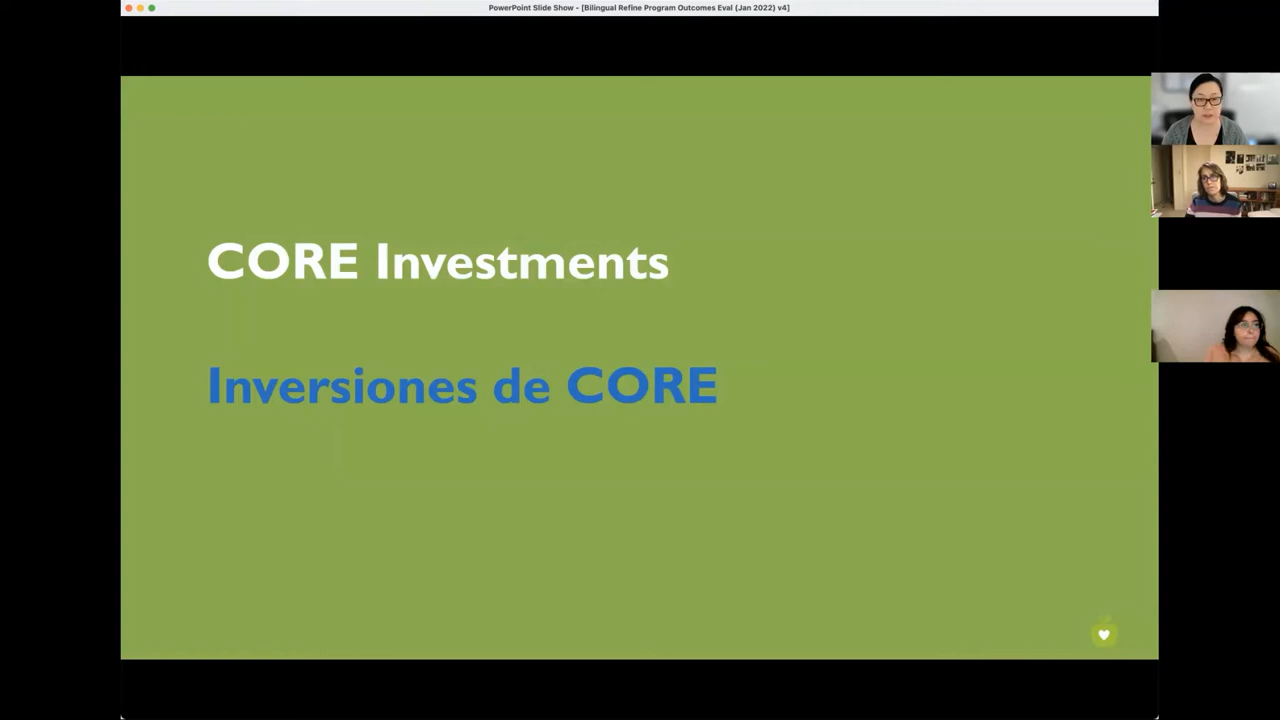 PowerPoint Slide Show - [Bilingual Refine Program Outcomes Eval (Jan 2022) v4]
CORE Investments
Inversiones de CORE